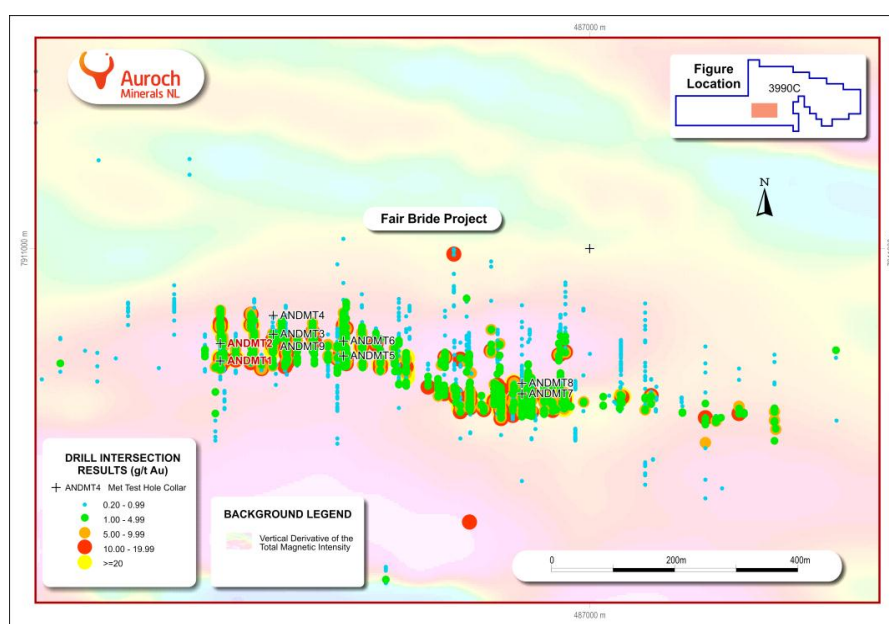 487000m
Auroch
Minerals NL
Figure
Location
3990C
N
Fair Bride Project
7911000 m
ANDMT4
ANDMT3
ANDMT2
ANDMT9
ANDMT6
ANDMT1
ANDMT5
ANDMT8
ANDMT7
DRILL INTERSECTION
RESULTS (g/t Au)
ANDMT4 Met Test Hole Collar
0.20 - 0.99
1.00 - 4.99
5.00 - 9.99
10.00 - 19.99
>=20
BACKGROUND LEGEND
Vertical Derivative of the
Total Magnetic Intensity
0 200m 400m
487000 m